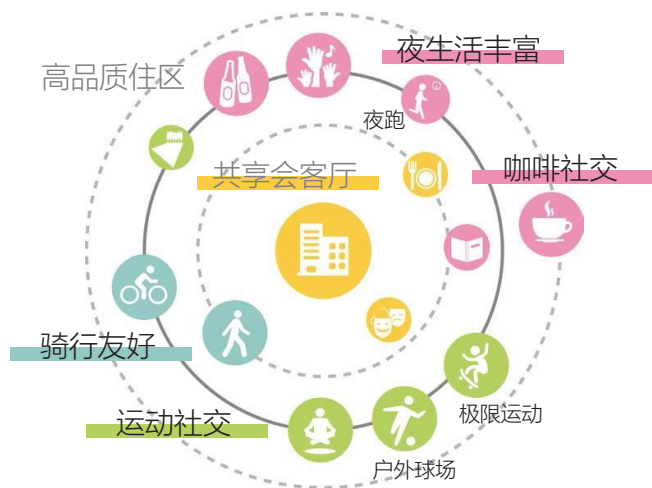 夜生活丰富
高品质住区
夜跑
共享会客厅
咖啡社交
骑行友好
运动社交
极限运动
户外球场